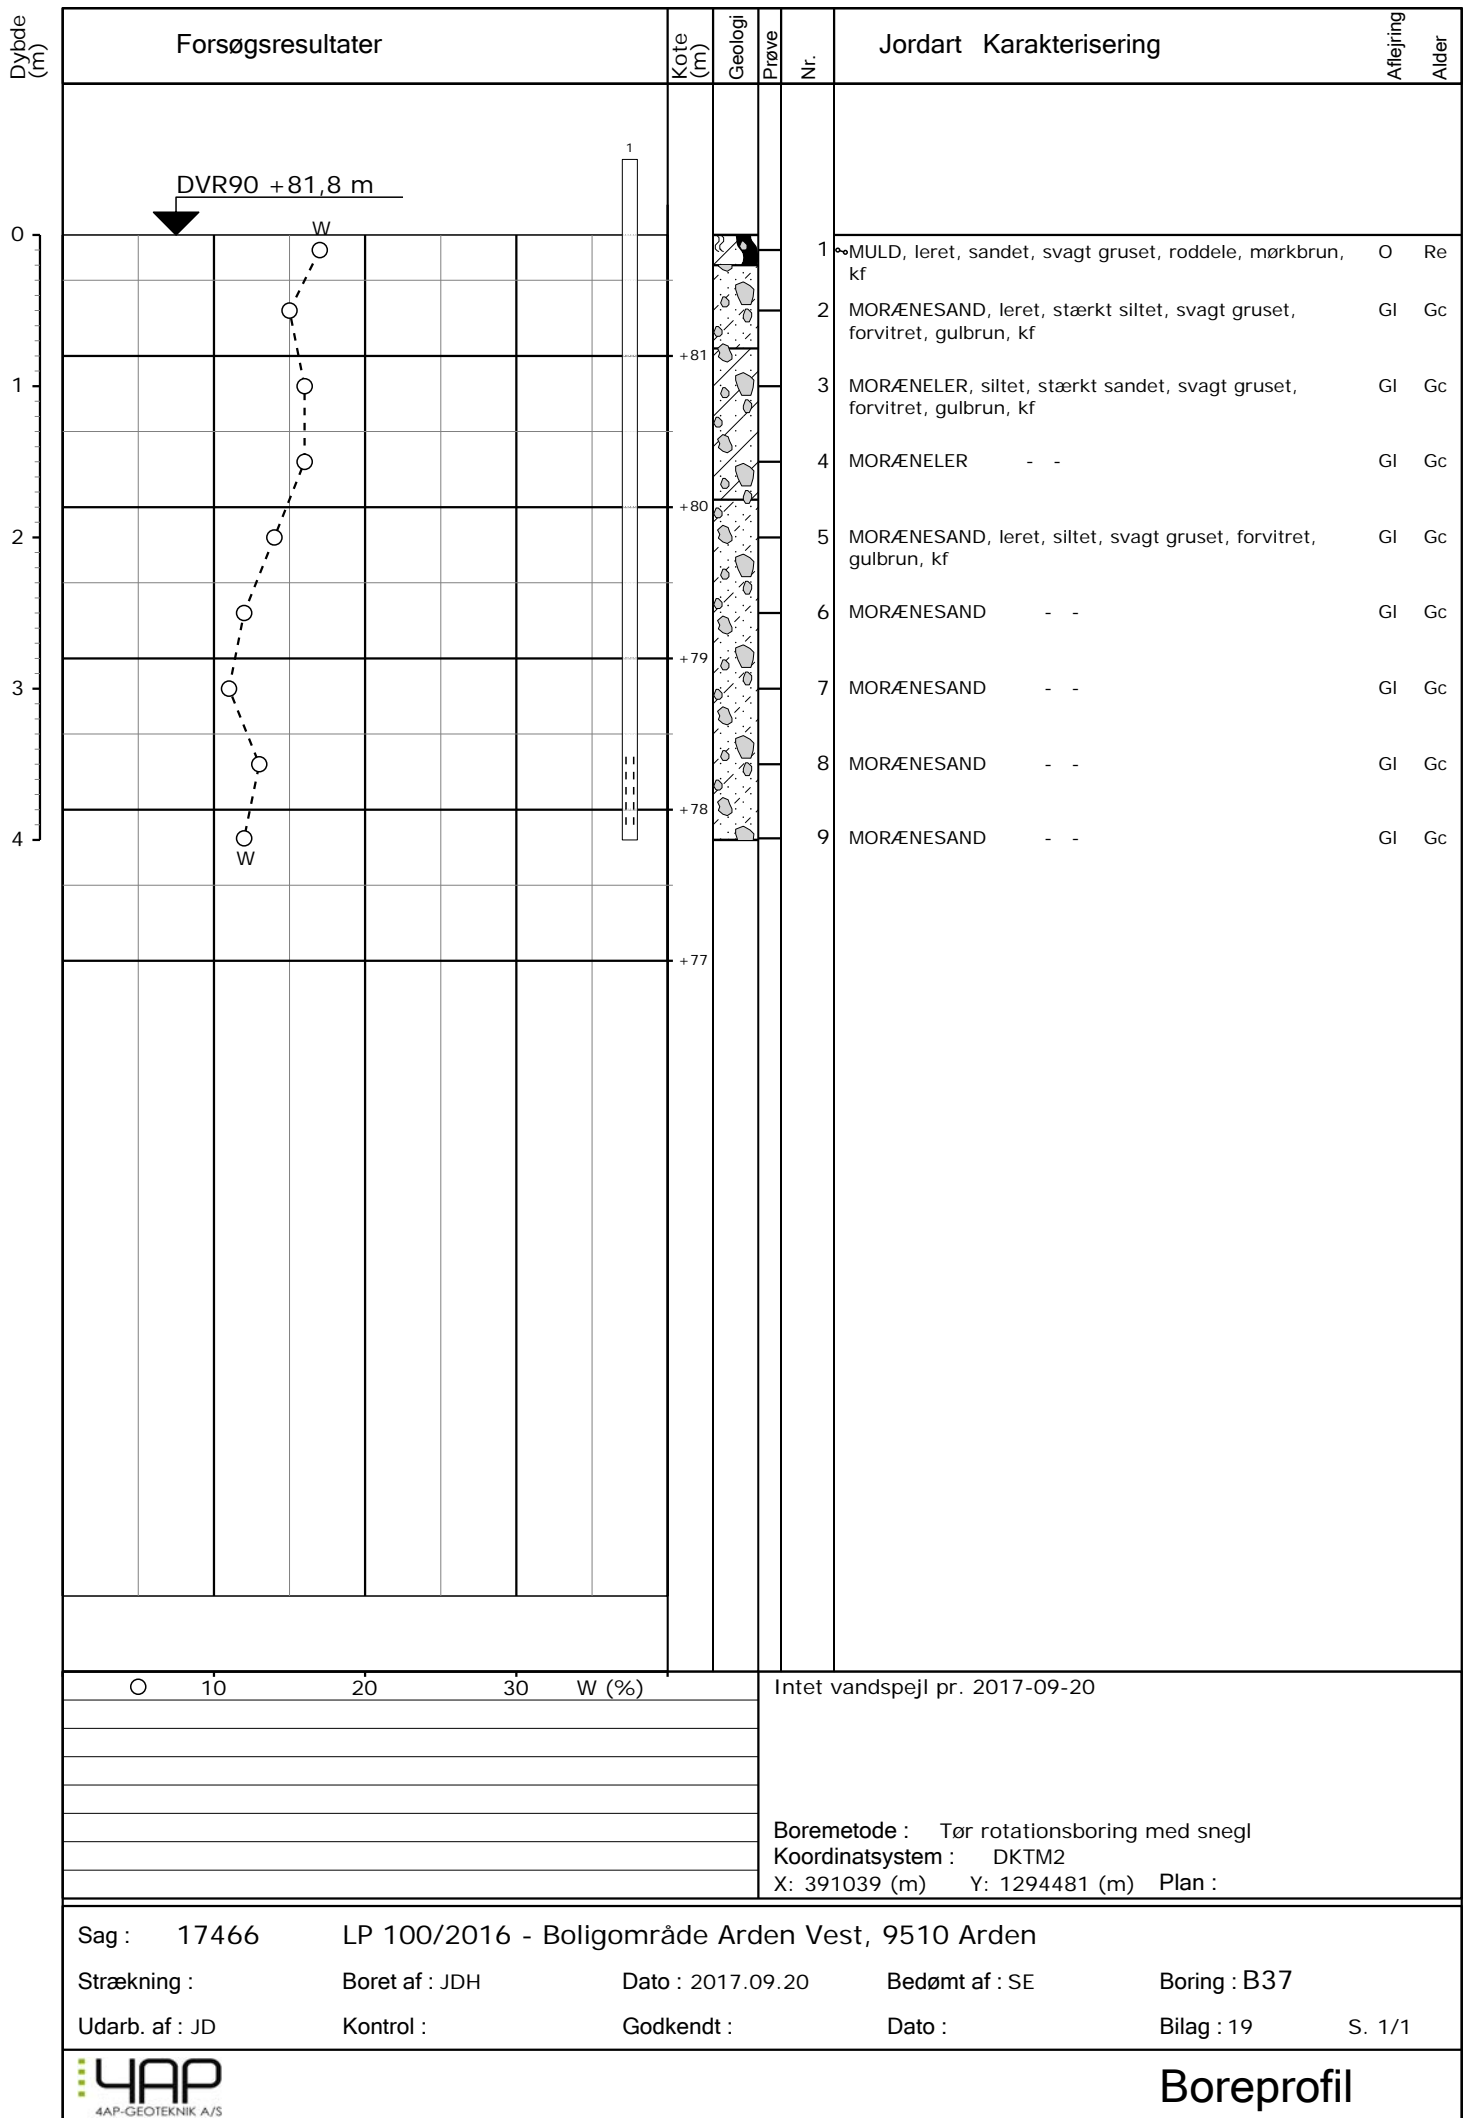 Dybde (m)
Forsøgsresultater
Kote (m)
Geologi
Prøve
Nr.
Jordart Karakterisering
Aflejring
Alder
1
DVR90 +81,8 m
W
0
1 MULD, leret, sandet, svagt gruset, roddele, mørkbrun, O Re
kf
2 MORÆNESAND, leret, stærkt siltet, svagt gruset, Gl Gc
forvitret, gulbrun, kf
+81
1
3 MORÆNELER, siltet, stærkt sandet, svagt gruset, Gl Gc
forvitret, gulbrun, kf
4 MORÆNELER - - Gl Gc
+80
2
5 MORÆNESAND, leret, siltet, svagt gruset, forvitret, Gl Gc
gulbrun, kf
6 MORÆNESAND - - Gl Gc
+79
3
7 MORÆNESAND - - Gl Gc
8 MORÆNESAND - - Gl Gc
+78
4
9 MORÆNESAND - - Gl Gc
W
+77
10 20 30 W (%)
Intet vandspejl pr. 2017-09-20
Boremetode : Tør rotationsboring med snegl
Koordinatsystem : DKTM2
X: 391039 (m) Y: 1294481 (m) Plan :
Sag : 17466 LP 100/2016 - Boligområde Arden Vest, 9510 Arden
Strækning : Boret af : JDH Dato : 2017.09.20 Bedømt af : SE Boring : B37
Udarb. af : JD Kontrol : Godkendt : Dato : Bilag : 19 S. 1/1
4AP
4AP-GEOTEKNIK A/S
Boreprofil